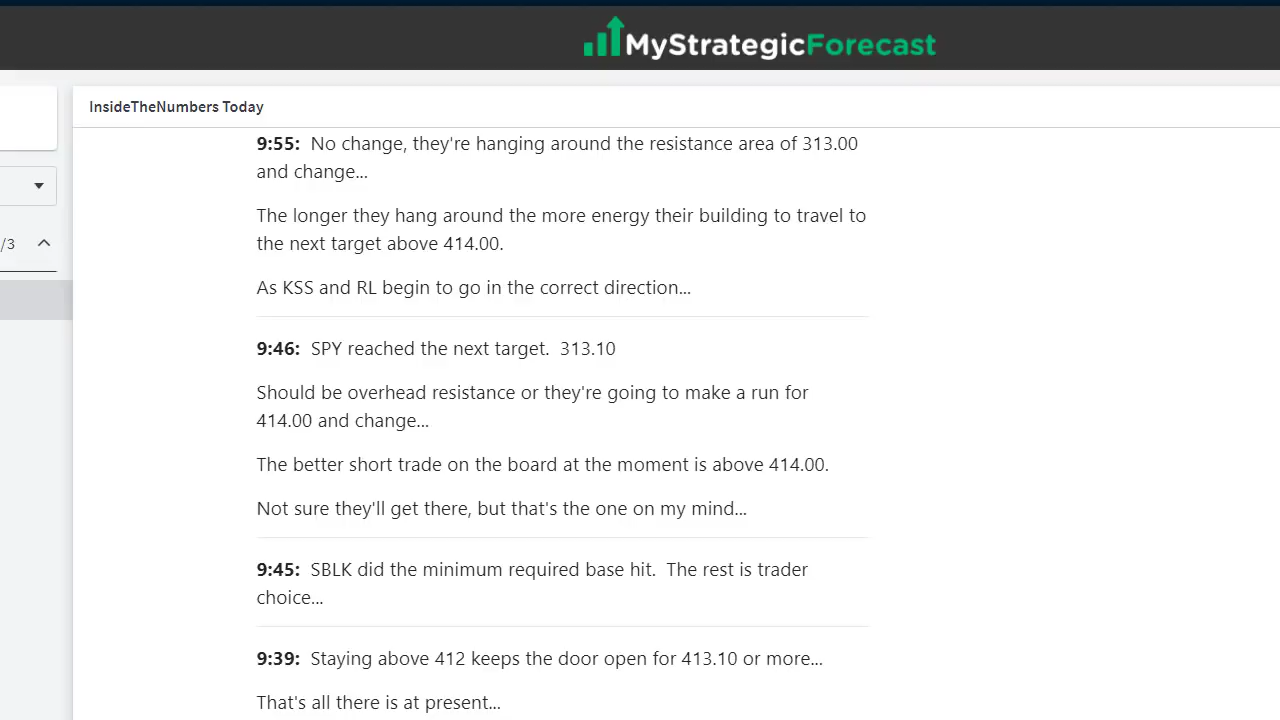 MyStrategicForecast
InsideTheNumbers Today
/3
9:55: No change, they're hanging around the resistance area of 313.00
and change...
The longer they hang around the more energy their building to travel to
the next target above 414.00.
As KSS and RL begin to go in the correct direction...
9:46: SPY reached the next target. 313.10
Should be overhead resistance or they're going to make a run for
414.00 and change...
The better short trade on the board at the moment is above 414.00.
Not sure they'll get there, but that's the one on my mind...
9:45: SBLK did the minimum required base hit. The rest is trader
choice...
9:39: Staying above 412 keeps the door open for 413.10 or more...
That's all there is at present...